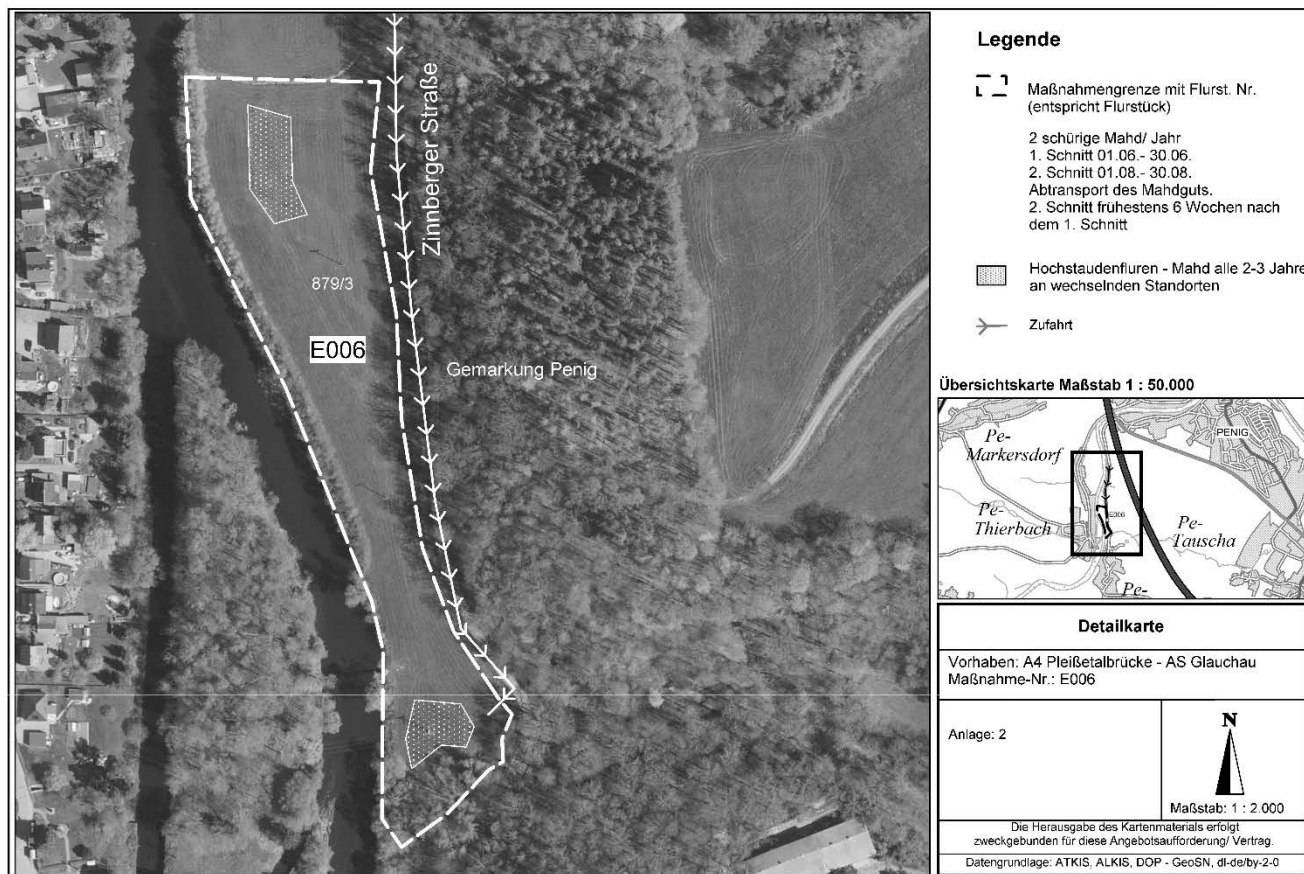 Zinnberger Straße
879/3
E006
Gemarkung Penig
Legende
Maßnahmengrenze mit Flurst. Nr.
(entspricht Flurstück)
2 schürige Mahd/ Jahr
1. Schnitt 01.06.- 30.06.
2. Schnitt 01.08.- 30.08.
Abtransport des Mahdguts.
2. Schnitt frühestens 6 Wochen nach
dem 1. Schnitt
Hochstaudenfluren - Mahd alle 2-3 Jahre
an wechselnden Standorten
Zufahrt
Übersichtskarte Maßstab 1 : 50.000
PENIG
Pe-
Markersdorf
E006
Pe-
Thierbach
Pe-
Tauscha
Pe-
Detailkarte
Vorhaben: A4 Pleißetalbrücke - AS Glauchau
Maßnahme-Nr.: E006
Anlage: 2
N
Maßstab: 1 : 2.000
Die Herausgabe des Kartenmaterials erfolgt
zweckgebunden für diese Angebotsaufforderung/ Vertrag.
Datengrundlage: ATKIS, ALKIS, DOP - GeoSN, dl-de/by-2-0